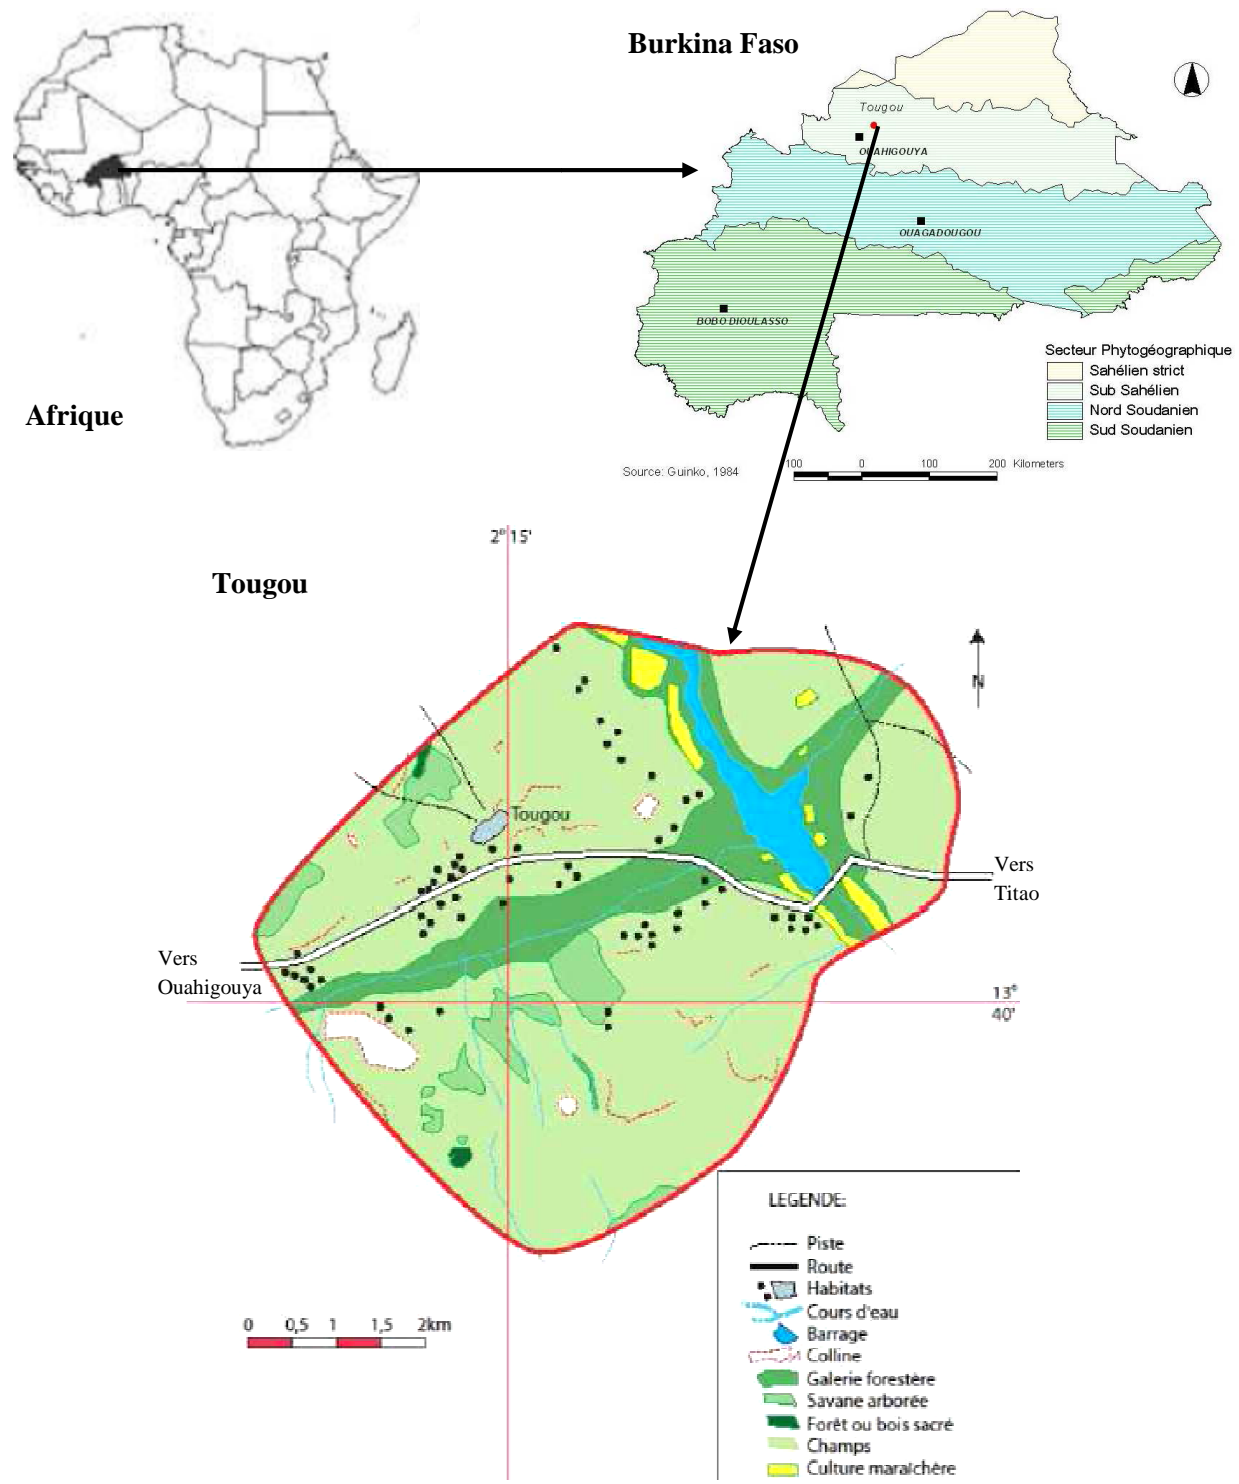 Burkina Faso
Tougou
OUAHIGOUYA
OUAGADOUGOU
BOBO DIOULASSO
Afrique
Secteur Phytogéographique
Sahélien strict
Sub Sahélien
Nord Soudanien
Sud Soudanien
Source: Guinko, 1984
100 0 100 200 Kilometers
2° 15'
Tougou
N
Tougou
Vers
Titao
Vers
Ouahigouya
13°
40'
LEGENDE:
Piste
Route
Habitats
Cours d'eau
Barrage
Colline
Galerie forestère
Savane arborée
Forêt ou bois sacré
Champs
Culture maraîchère
0 0,5 1 1,5 2km